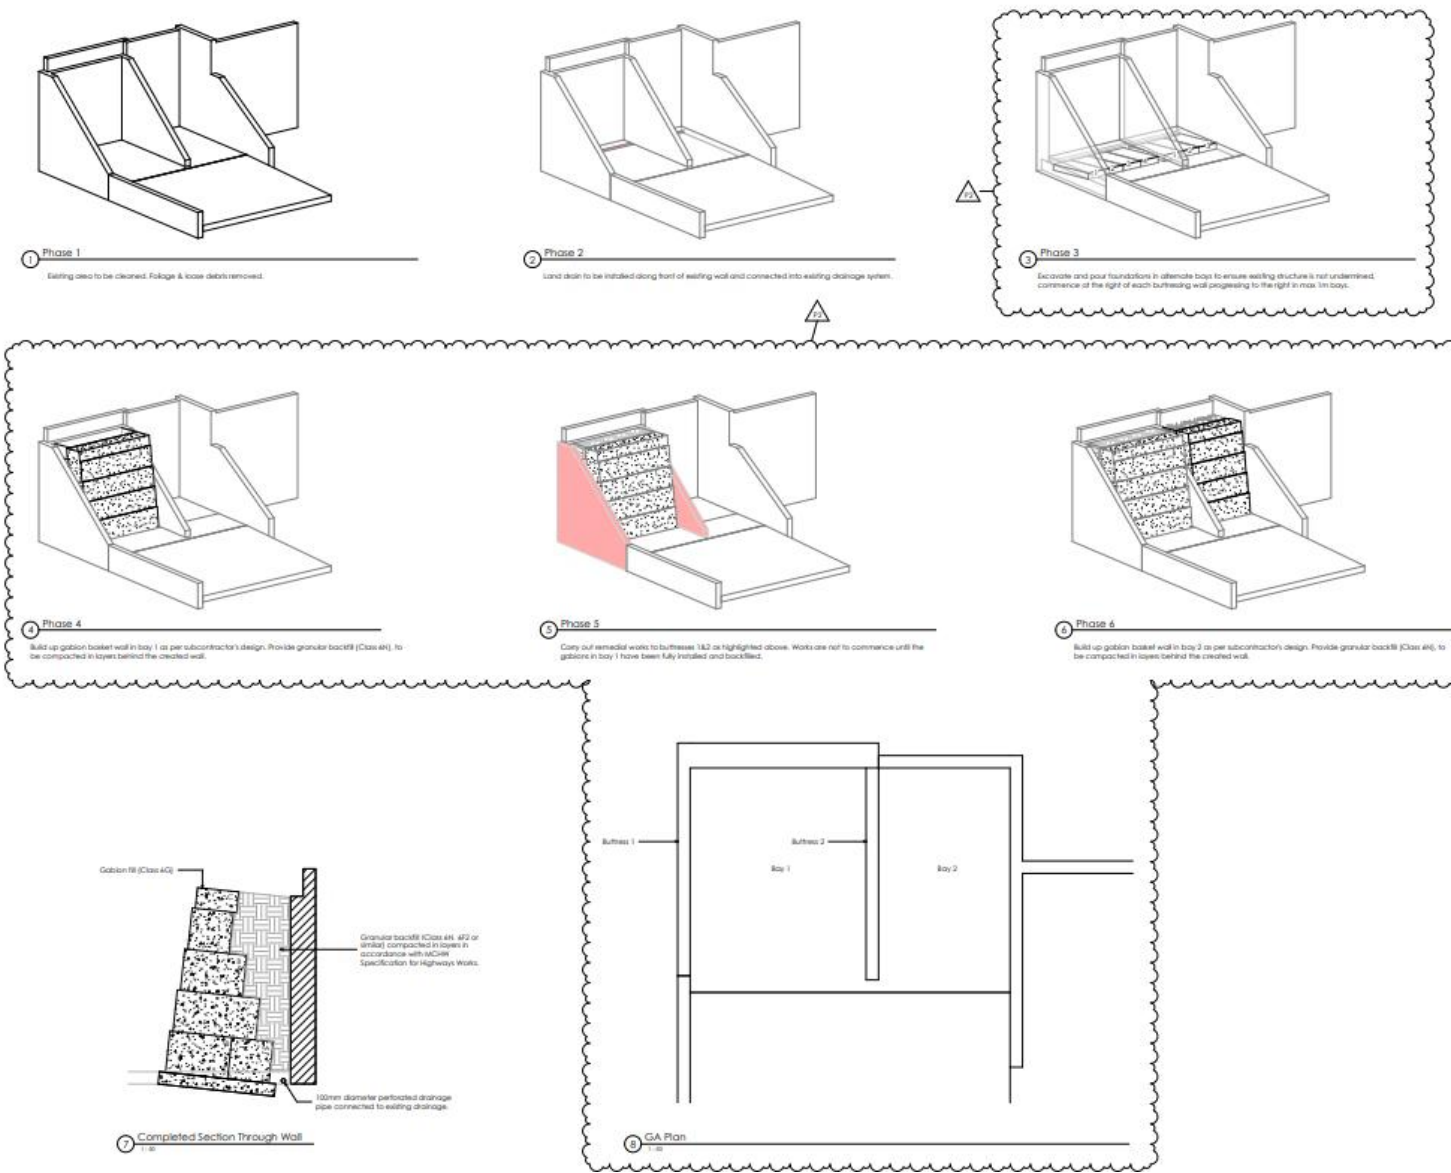 1 Phase 1
Existing area to be cleaned. Foliage & loose debris removed.
2 Phase 2
Land drain to be installed along front of existing wall and connected into existing drainage system.
3 Phase 3
Excavate and pour foundations in alternate bays to ensure existing structure is not undermined,
commence at the right of each buttressing wall progressing to the right in max 1m bays.
4 Phase 4
Build up gabion basket wall in bay 1 as per subcontractor's design. Provide granular backfill (Class 6N), to
be compacted in layers behind the created wall.
5 Phase 5
Carry out remedial works to buttresses 1&2 as highlighted above. Works are not to commence until the
gabions in bay 1 have been fully installed and backfilled.
6 Phase 6
Build up gabion basket wall in bay 2 as per subcontractor's design. Provide granular backfill (Class 6N), to
be compacted in layers behind the created wall.
Gabion fill (Class 6G)
Granular backfill (Class 6N 6F2 or
similar) compacted in layers in
accordance with MCHW
Specification for Highways Works.
100mm diameter perforated drainage
pipe connected to existing drainage.
7 Completed Section Through Wall
Buttress 1
Buttress 2
Bay 1
Bay 2
8 GA Plan